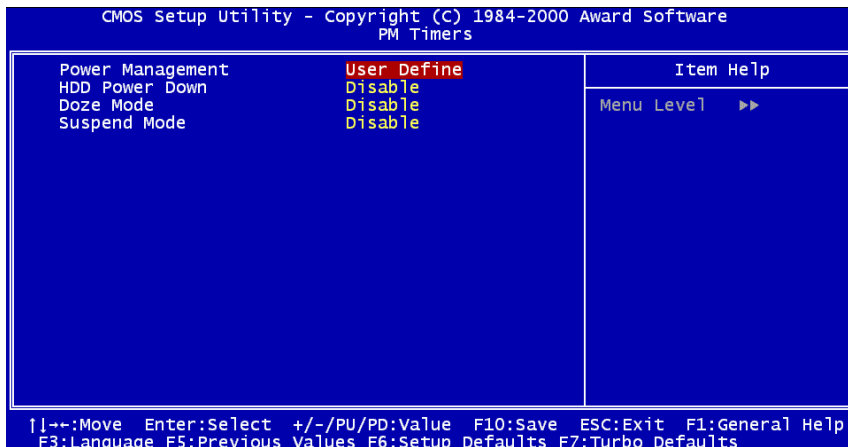 CMOS Setup Utility - Copyright (C) 1984-2000 Award Software
PM Timers
Power Management User Define
HDD Power Down Disable
Doze Mode Disable
Suspend Mode Disable
Item Help
Menu Level ▶▶
↑↓→←:Move Enter:Select +/-/PU/PD:Value F10:Save ESC:Exit F1:General Help
F3:Language F5:Previous Values F6:Setup Defaults F7:Turbo Defaults